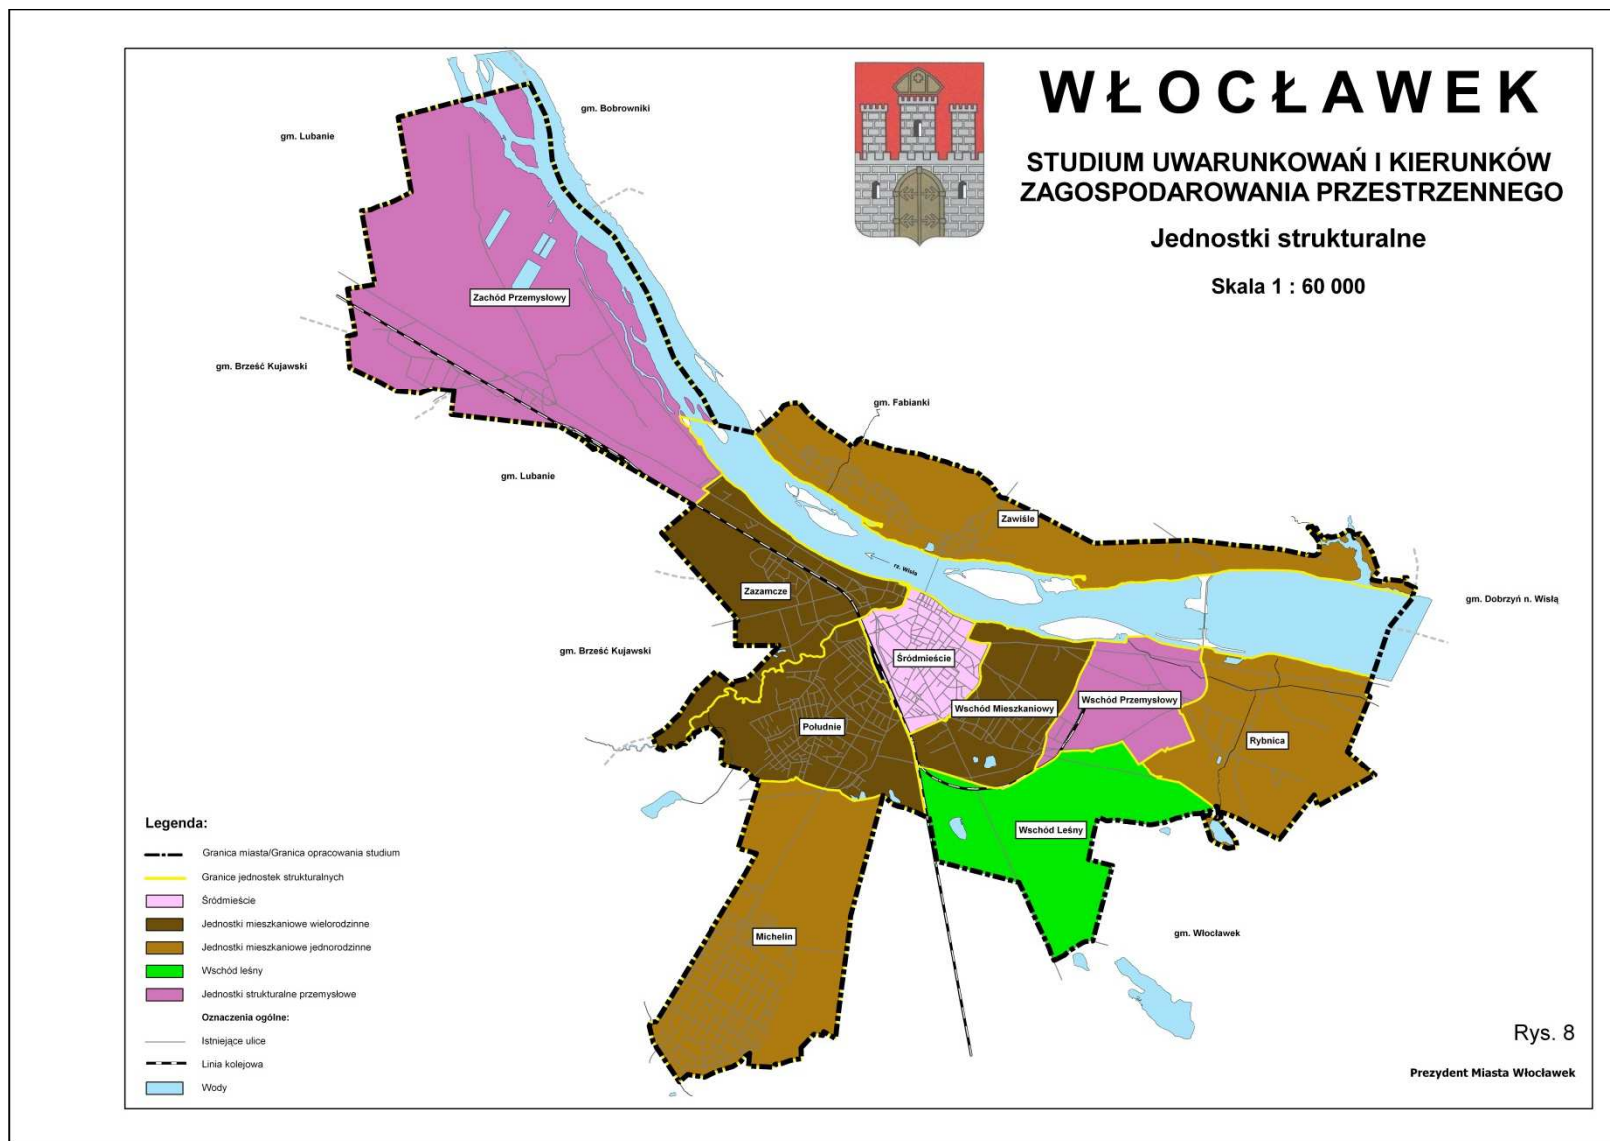 WŁOCŁAWEK
STUDIUM UWARUNKOWAŃ I KIERUNKÓW
ZAGOSPODAROWANIA PRZESTRZENNEGO
Jednostki strukturalne
Skala 1 : 60 000
gm. Bobrowniki
gm. Lubanie
Zachód Przemysłowy
gm. Brześć Kujawski
gm. Fabianki
gm. Lubanie
Zawiśle
rz. Wisła
Zazamcze
gm. Dobrzyń n. Wisłą
gm. Brześć Kujawski
Śródmieście
Wschód Przemysłowy
Wschód Mieszkaniowy
Południe
Rybnica
Wschód Leśny
Michelin
gm. Włocławek
Legenda:
Granica miasta/Granica opracowania studium
Granice jednostek strukturalnych
Śródmieście
Jednostki mieszkaniowe wielorodzinne
Jednostki mieszkaniowe jednorodzinne
Wschód leśny
Jednostki strukturalne przemysłowe
Oznaczenia ogólne:
Istniejące ulice
Linia kolejowa
Wody
Rys. 8
Prezydent Miasta Włocławek